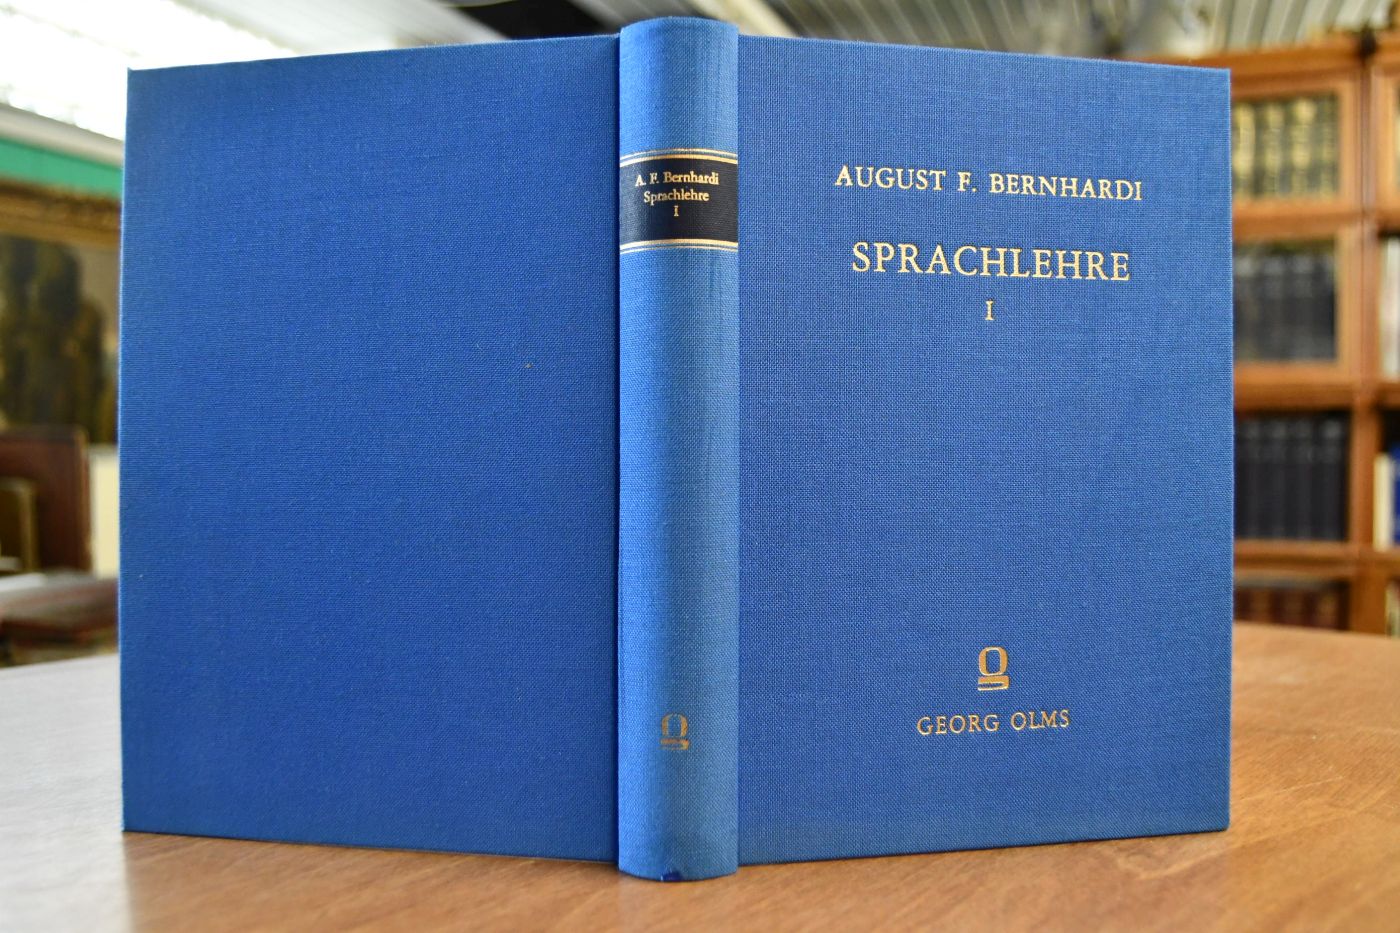 A. F. Bernhardi
Sprachlehre
I
AUGUST F. BERNHARDI
SPRACHLEHRE
I
GEORG OLMS